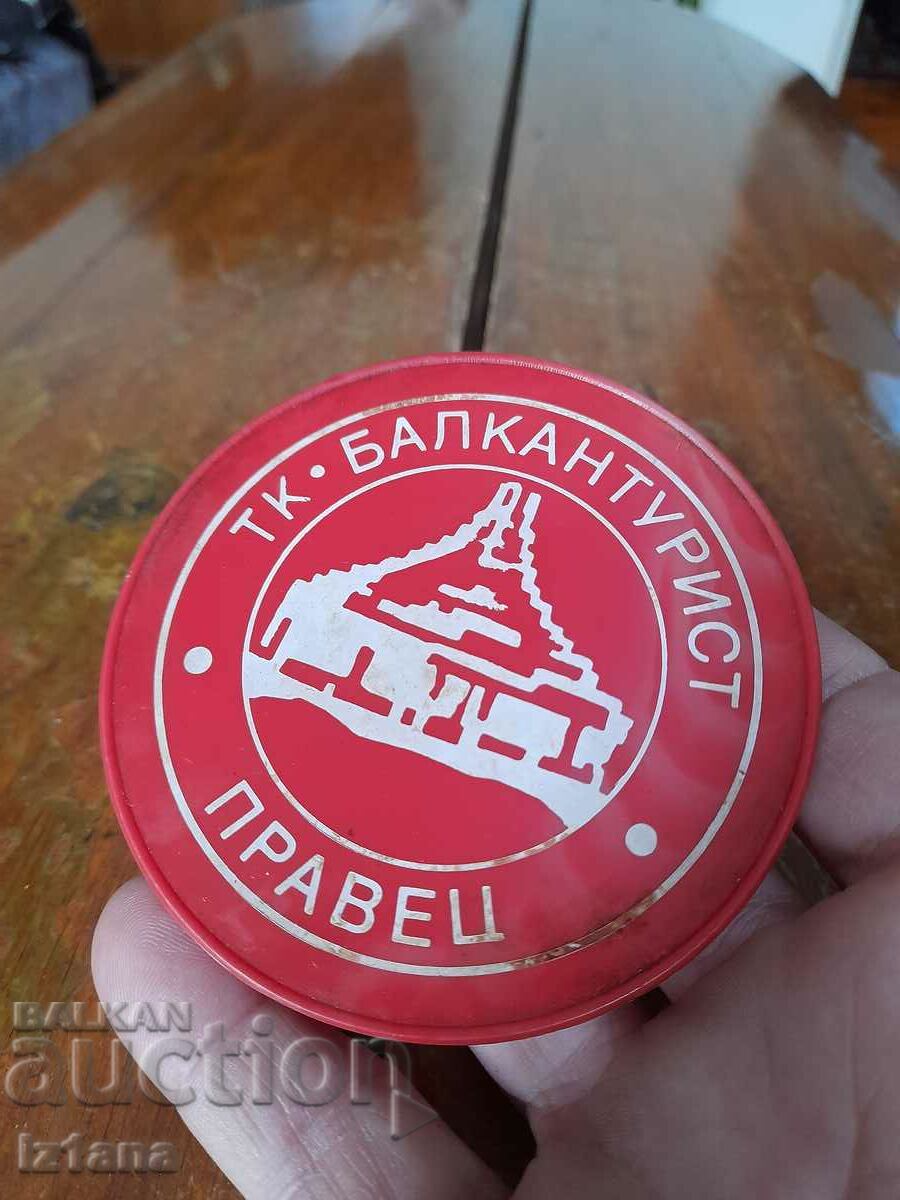 ТК · БАЛКАНТУРИСТ
ПРАВЕЦ
BALKAN
auction
iz1ana